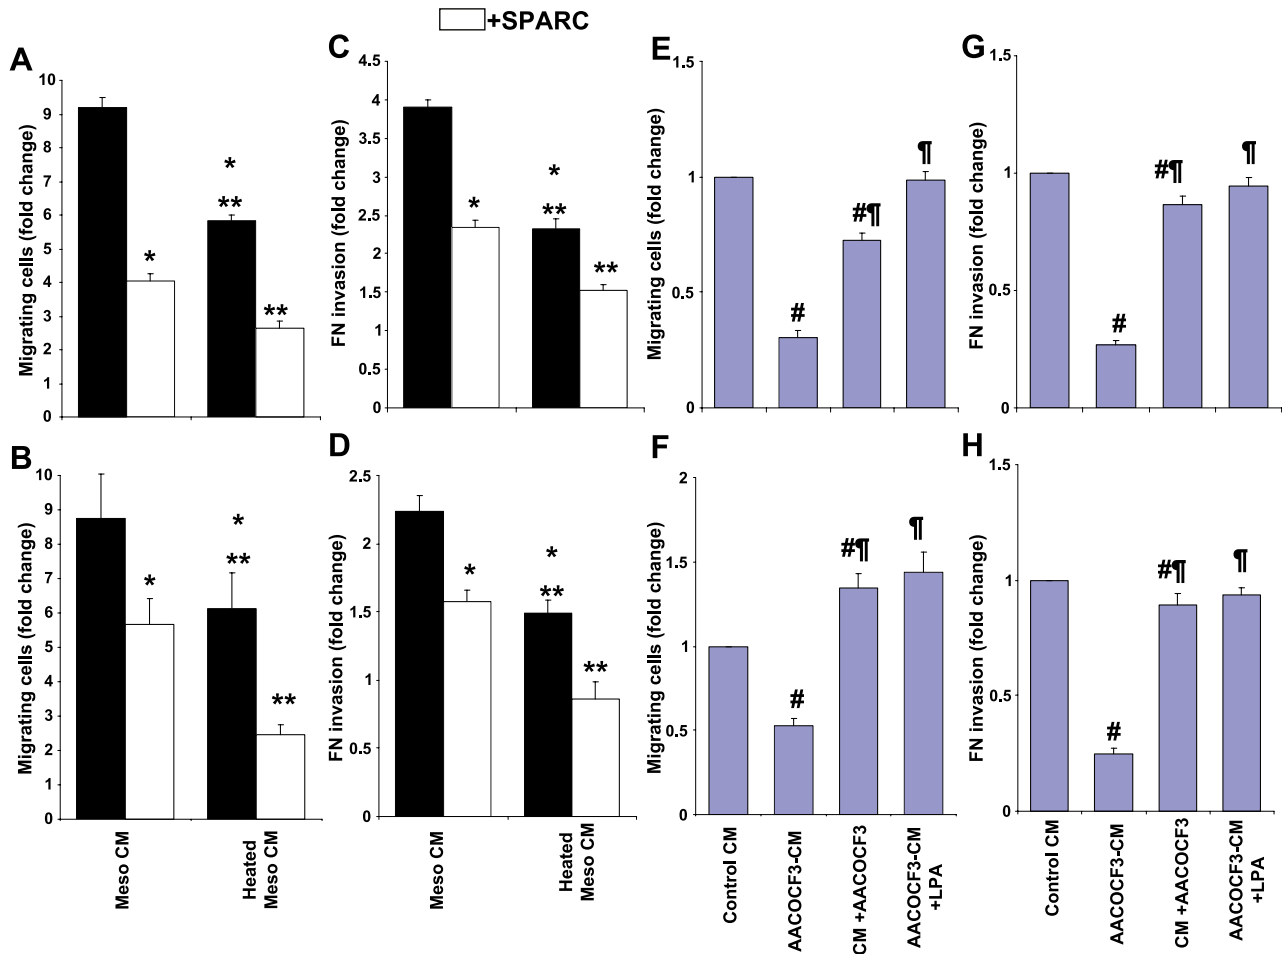 +SPARC
A
Migrating cells (fold change)
10
9
8
7
6
5
4
3
2
1
0
*
*
**
**
C
FN invasion (fold change)
4.5
4
3.5
3
2.5
2
1.5
1
0.5
0
*
*
**
**
E
Migrating cells (fold change)
1.5
1
0.5
0
#
#¶
¶
G
FN invasion (fold change)
1.5
1
0.5
0
#
#¶
¶
B
Migrating cells (fold change)
10
9
8
7
6
5
4
3
2
1
0
*
*
**
**
Meso CM
Heated
Meso CM
D
FN invasion (fold change)
2.5
2
1.5
1
0.5
0
*
*
**
**
Meso CM
Heated
Meso CM
F
Migrating cells (fold change)
2
1.5
1
0.5
0
#
#¶
¶
Control CM
AACOCF3-CM
CM +AACOCF3
AACOCF3-CM
+LPA
H
FN invasion (fold change)
1.5
1
0.5
0
#
#¶
¶
Control CM
AACOCF3-CM
CM +AACOCF3
AACOCF3-CM
+LPA